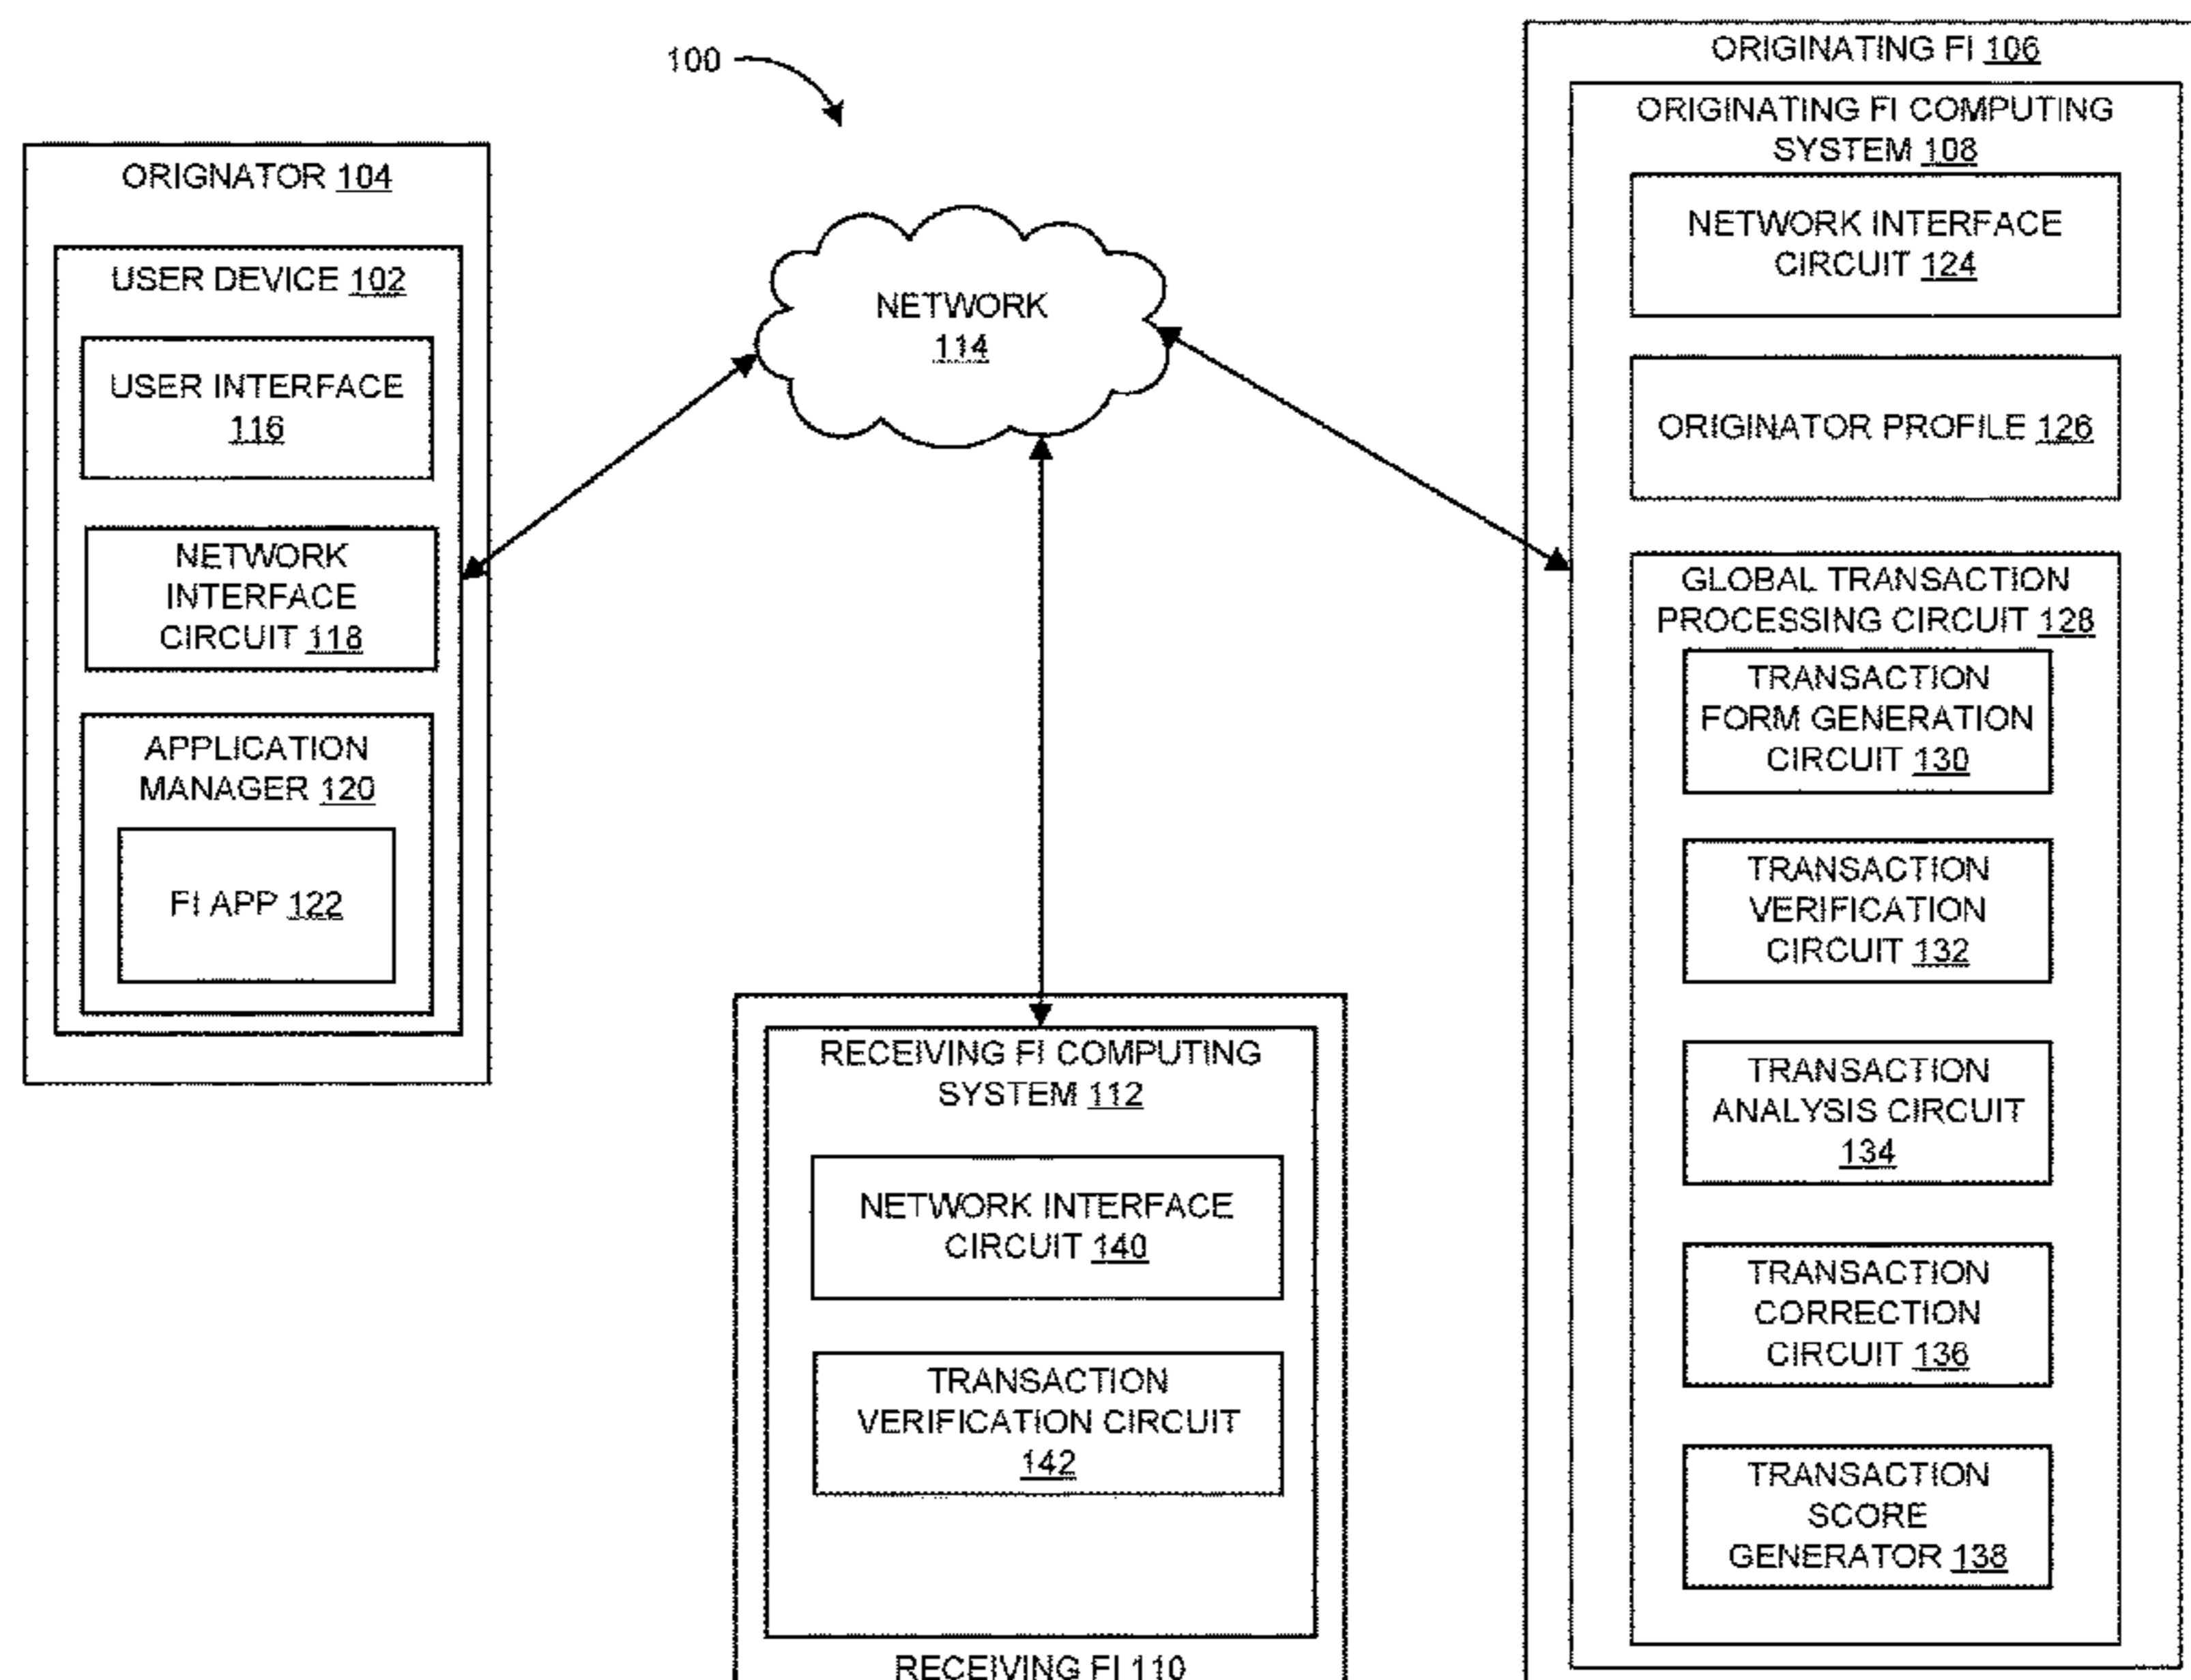 100
ORIGNATOR 104
USER DEVICE 102
USER INTERFACE
116
NETWORK
INTERFACE
CIRCUIT 118
APPLICATION
MANAGER 120
FI APP 122
NETWORK
114
RECEIVING FI COMPUTING
SYSTEM 112
NETWORK INTERFACE
CIRCUIT 140
TRANSACTION
VERIFICATION CIRCUIT
142
RECEIVING FI 110
ORIGINATING FI 106
ORIGINATING FI COMPUTING
SYSTEM 108
NETWORK INTERFACE
CIRCUIT 124
ORIGINATOR PROFILE 126
GLOBAL TRANSACTION
PROCESSING CIRCUIT 128
TRANSACTION
FORM GENERATION
CIRCUIT 130
TRANSACTION
VERIFICATION
CIRCUIT 132
TRANSACTION
ANALYSIS CIRCUIT
134
TRANSACTION
CORRECTION
CIRCUIT 136
TRANSACTION
SCORE
GENERATOR 138